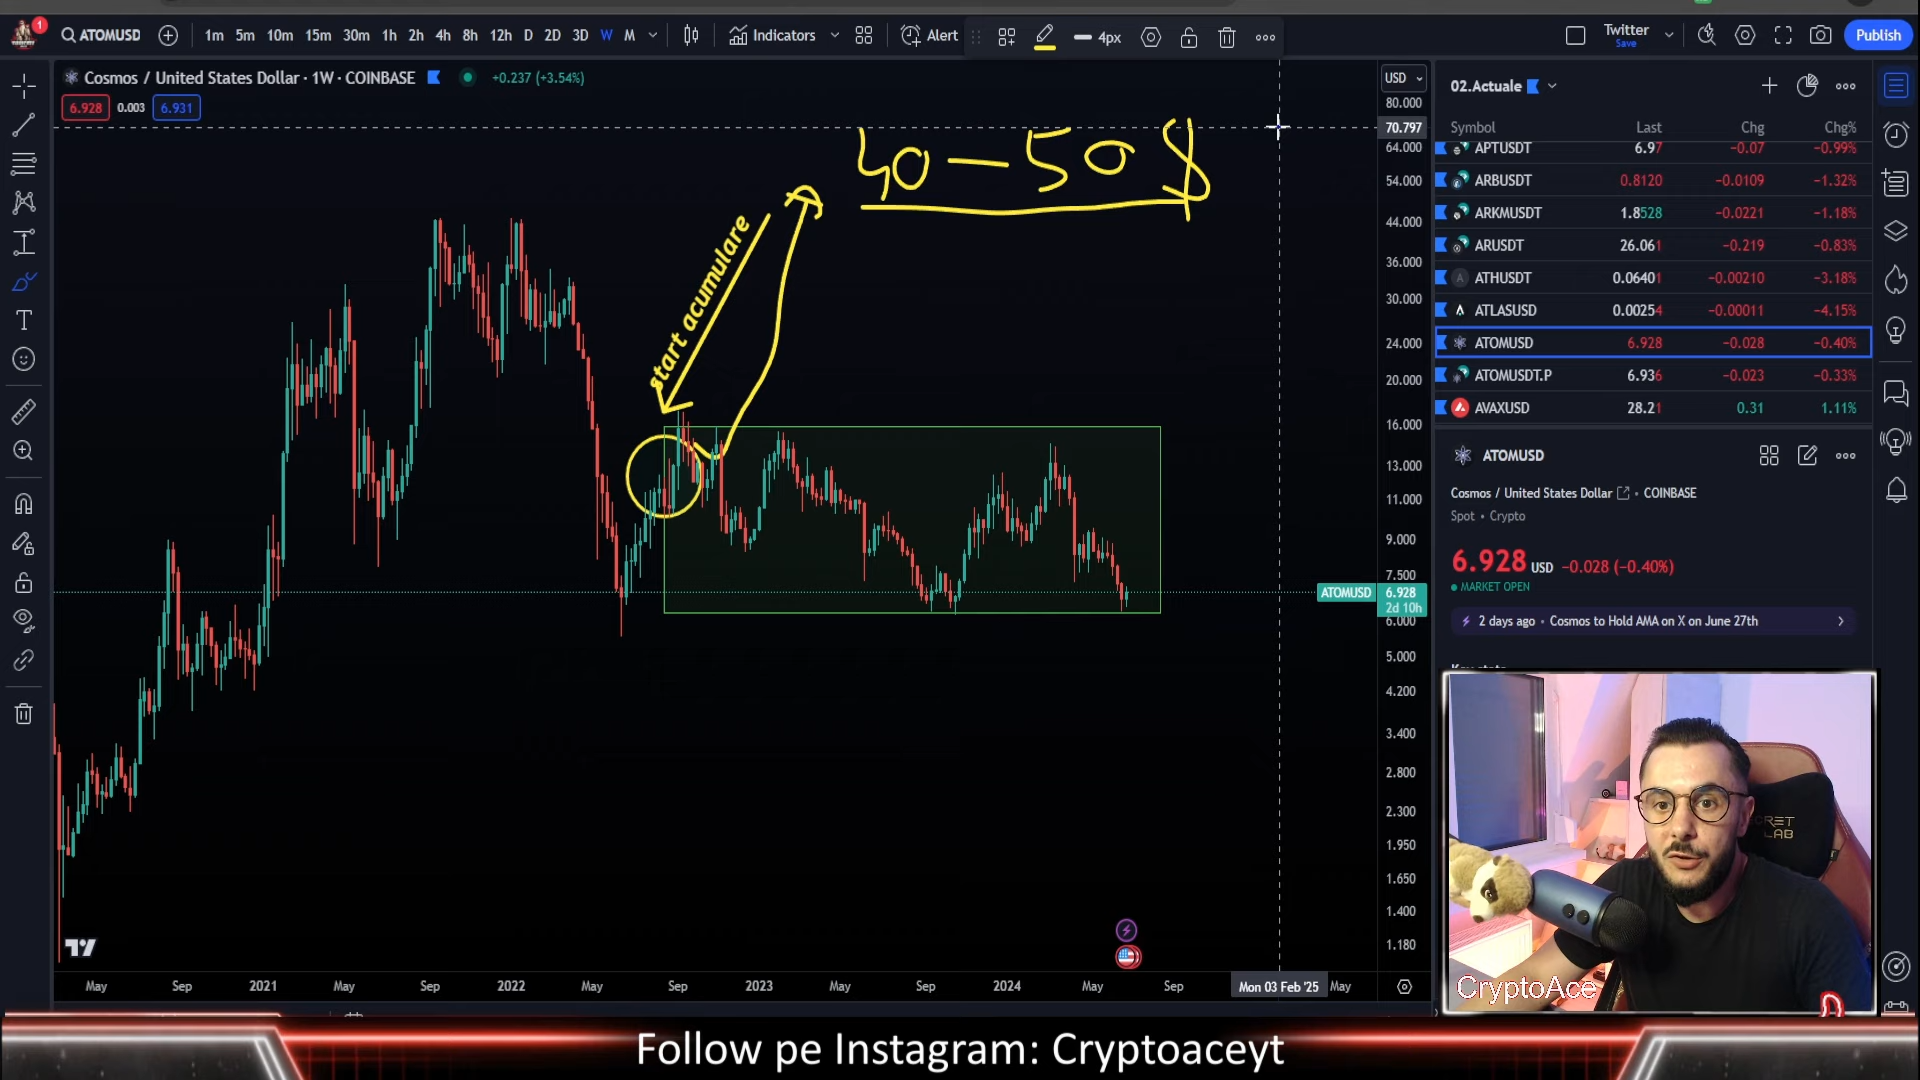 1
ATOMUSD
1m 5m 10m 15m 30m 1h 2h 4h 8h 12h D 2D 3D W M
Indicators
Alert
4px
Twitter
Save
Publish
Cosmos / United States Dollar · 1W · COINBASE
+0.237 (+3.54%)
6.928 0.003 6.931
40 — 50 $
start acumulare
USD
80.000
70.797
64.000
54.000
44.000
36.000
30.000
24.000
20.000
16.000
13.000
11.000
9.000
7.500
ATOMUSD 6.928
2d 10h
6.000
5.000
4.200
3.400
2.800
2.300
1.950
1.650
1.400
1.180
May Sep 2021 May Sep 2022 May Sep 2023 May Sep 2024 May Sep Mon 03 Feb '25 May
02.Actuale
Symbol Last Chg Chg%
APTUSDT 6.97 −0.07 −0.99%
ARBUSDT 0.8120 −0.0109 −1.32%
ARKMUSDT 1.8528 −0.0221 −1.18%
ARUSDT 26.061 −0.219 −0.83%
ATHUSDT 0.06401 −0.00210 −3.18%
ATLASUSD 0.00254 −0.00011 −4.15%
ATOMUSD 6.928 −0.028 −0.40%
ATOMUSDT.P 6.936 −0.023 −0.33%
AVAXUSD 28.21 0.31 1.11%
ATOMUSD
Cosmos / United States Dollar • COINBASE
Spot • Crypto
6.928 USD −0.028 (−0.40%)
MARKET OPEN
2 days ago • Cosmos to Hold AMA on X on June 27th
CRET
LAB
CryptoAce
Follow pe Instagram: Cryptoaceyt